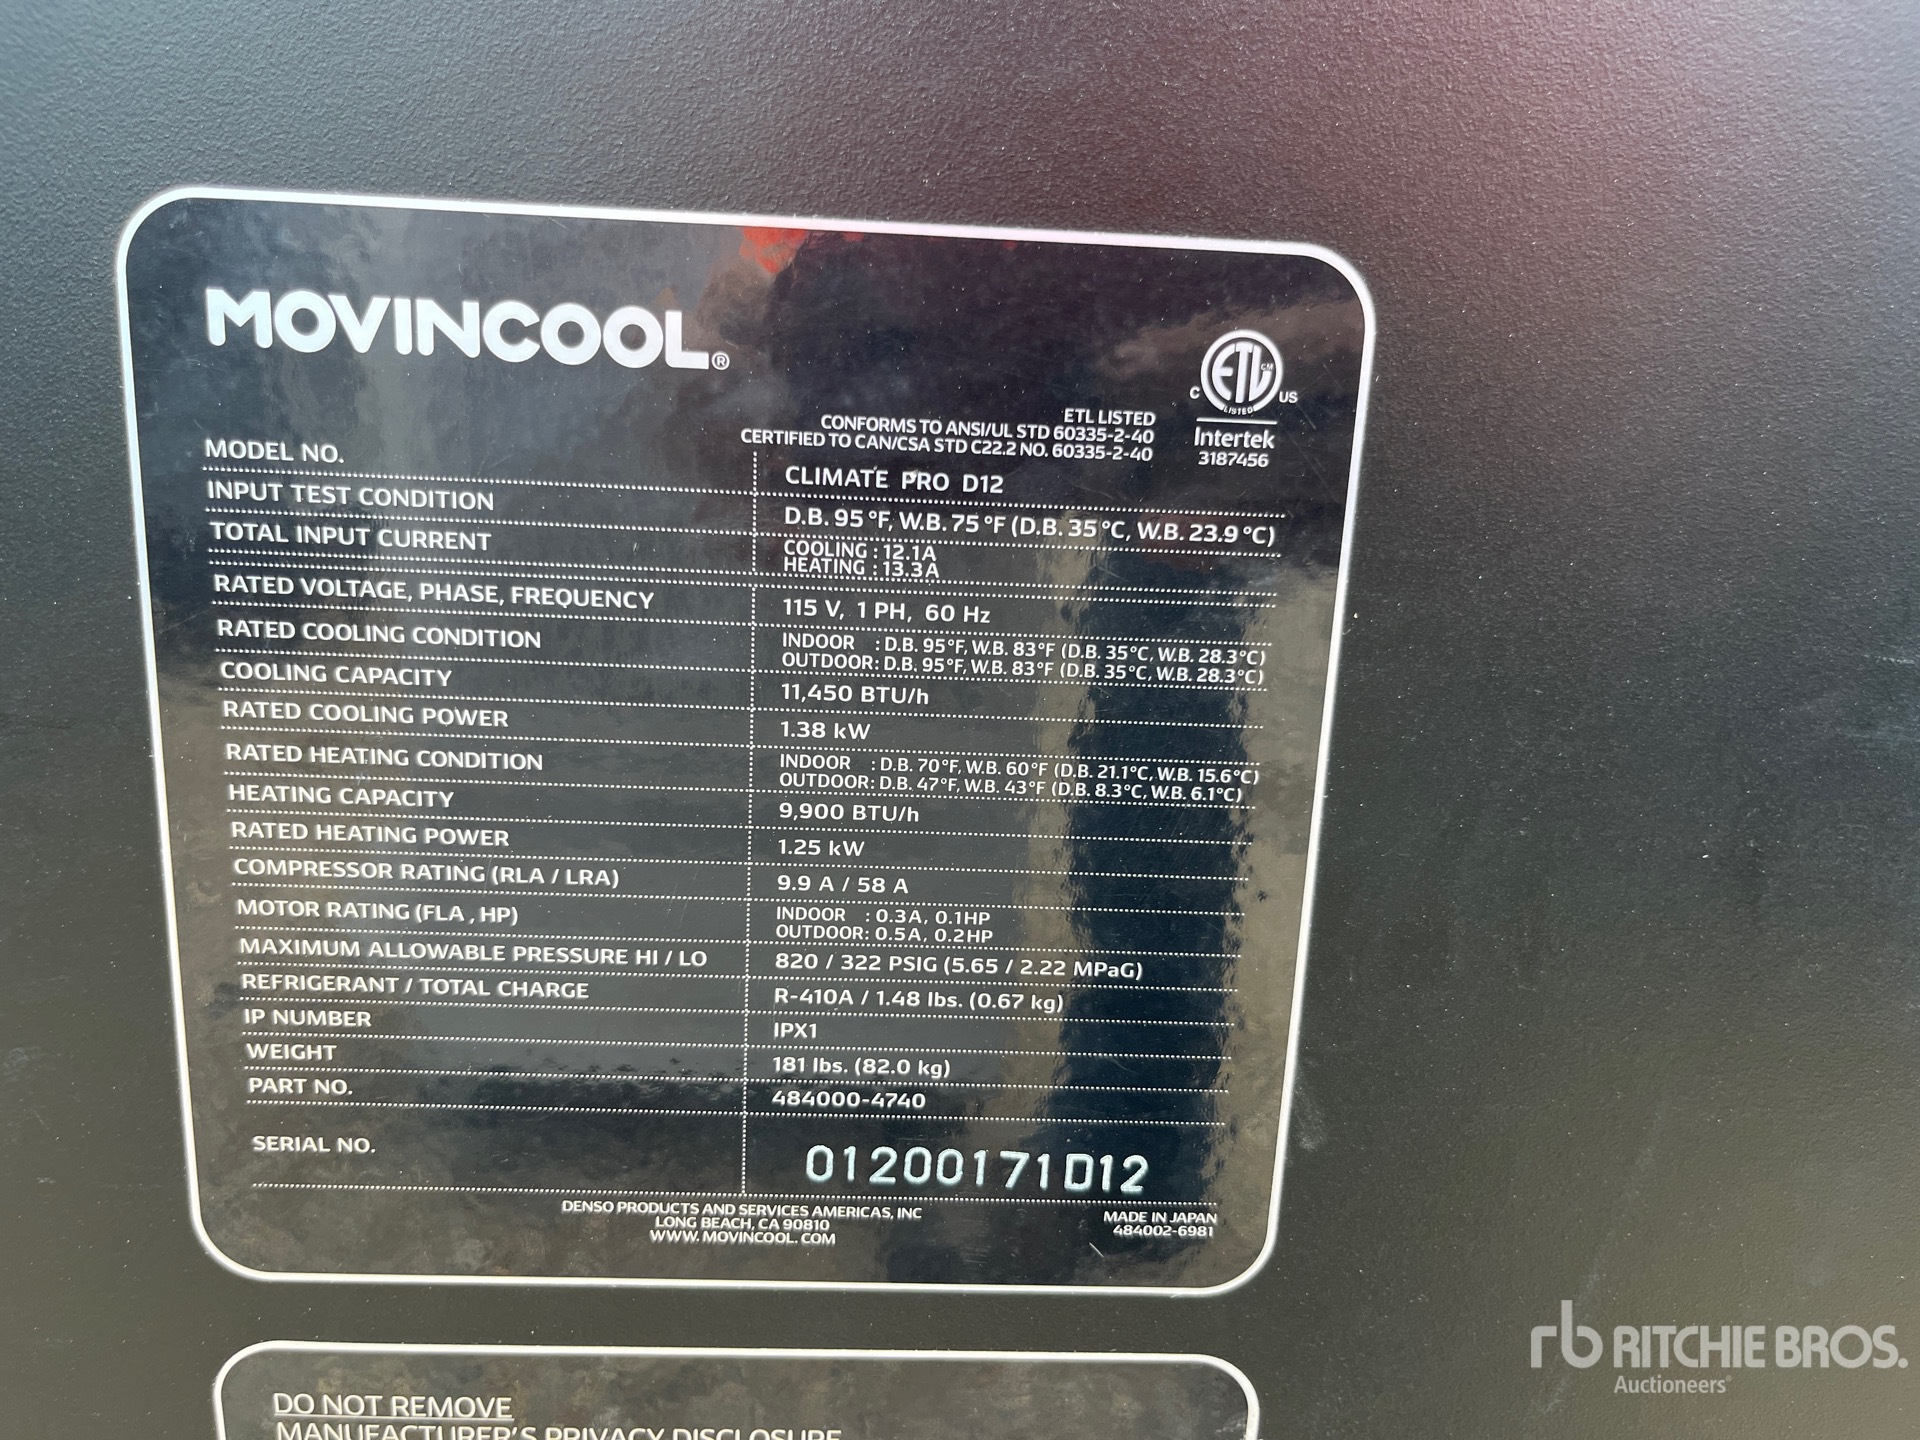 MOVINCOOL®
C ETL CM LISTED US
Intertek
3187456
ETL LISTED
CONFORMS TO ANSI/UL STD 60335-2-40
CERTIFIED TO CAN/CSA STD C22.2 NO. 60335-2-40
MODEL NO. CLIMATE PRO D12
INPUT TEST CONDITION D.B. 95°F, W.B. 75°F (D.B. 35°C, W.B. 23.9°C)
TOTAL INPUT CURRENT COOLING : 12.1A
HEATING : 13.3A
RATED VOLTAGE, PHASE, FREQUENCY 115 V, 1 PH, 60 Hz
RATED COOLING CONDITION INDOOR : D.B. 95°F, W.B. 83°F (D.B. 35°C, W.B. 28.3°C)
OUTDOOR: D.B. 95°F, W.B. 83°F (D.B. 35°C, W.B. 28.3°C)
COOLING CAPACITY 11,450 BTU/h
RATED COOLING POWER 1.38 kW
RATED HEATING CONDITION INDOOR : D.B. 70°F, W.B. 60°F (D.B. 21.1°C, W.B. 15.6°C)
OUTDOOR: D.B. 47°F, W.B. 43°F (D.B. 8.3°C, W.B. 6.1°C)
HEATING CAPACITY 9,900 BTU/h
RATED HEATING POWER 1.25 kW
COMPRESSOR RATING (RLA / LRA) 9.9 A / 58 A
MOTOR RATING (FLA , HP) INDOOR : 0.3A, 0.1HP
OUTDOOR: 0.5A, 0.2HP
MAXIMUM ALLOWABLE PRESSURE HI / LO 820 / 322 PSIG (5.65 / 2.22 MPaG)
REFRIGERANT / TOTAL CHARGE R-410A / 1.48 lbs. (0.67 kg)
IP NUMBER IPX1
WEIGHT 181 lbs. (82.0 kg)
PART NO. 484000-4740
SERIAL NO. 01200171D12
DENSO PRODUCTS AND SERVICES AMERICAS, INC
LONG BEACH, CA 90810
WWW. MOVINCOOL. COM
MADE IN JAPAN
484002-6981
DO NOT REMOVE
MANUFACTURER'S PRIVACY DISCLOSURE
rb RITCHIE BROS.
Auctioneers®